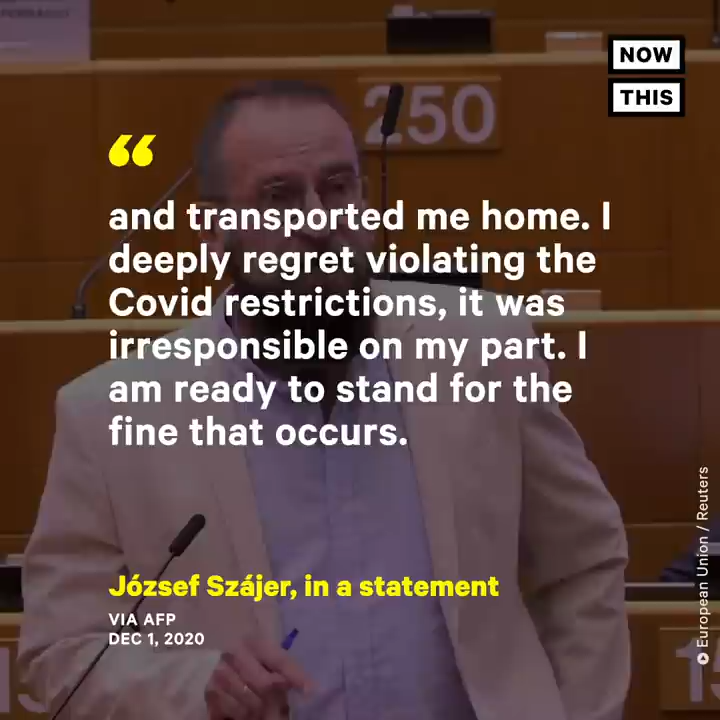 NOW
THIS
250
“
and transported me home. I
deeply regret violating the
Covid restrictions, it was
irresponsible on my part. I
am ready to stand for the
fine that occurs.
József Szájer, in a statement
VIA AFP
DEC 1, 2020
European Union / Reuters